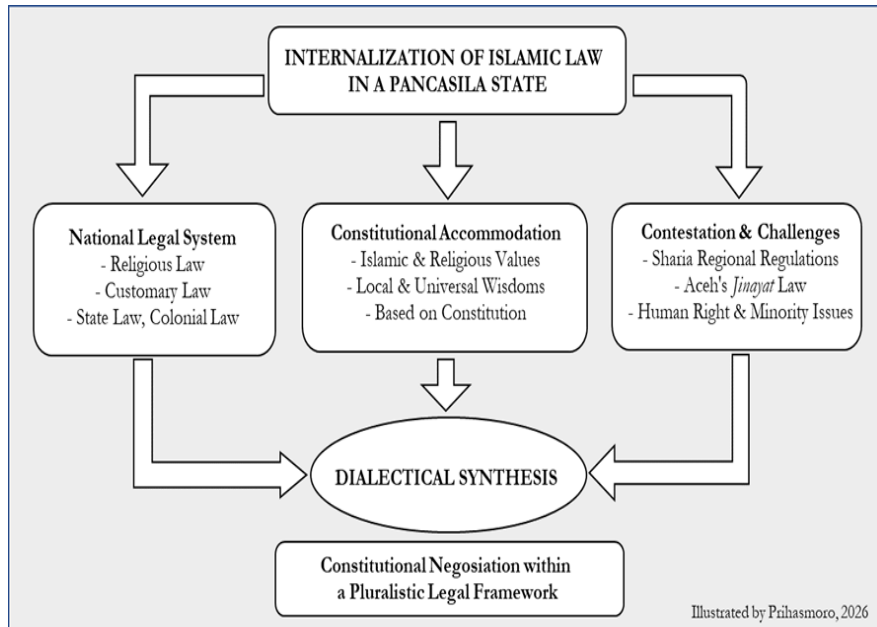 INTERNALIZATION OF ISLAMIC LAW
IN A PANCASILA STATE
National Legal System
- Religious Law
- Customary Law
- State Law, Colonial Law
Constitutional Accommodation
- Islamic & Religious Values
- Local & Universal Wisdoms
- Based on Constitution
Contestation & Challenges
- Sharia Regional Regulations
- Aceh's Jinayat Law
- Human Right & Minority Issues
DIALECTICAL SYNTHESIS
Constitutional Negosiation within
a Pluralistic Legal Framework
Illustrated by Prihasmoro, 2026